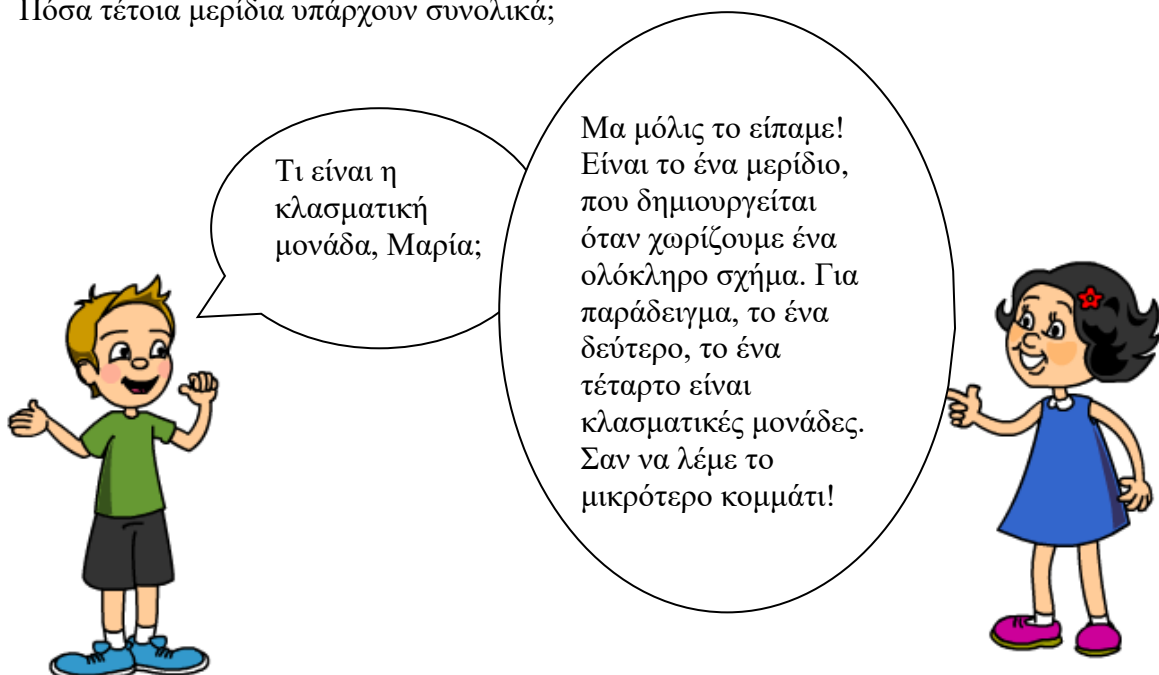 Πόσα τέτοια μερίδια υπάρχουν συνολικά;
Τι είναι η
κλασματική
μονάδα, Μαρία;
Μα μόλις το είπαμε!
Είναι το ένα μερίδιο,
που δημιουργείται
όταν χωρίζουμε ένα
ολόκληρο σχήμα. Για
παράδειγμα, το ένα
δεύτερο, το ένα
τέταρτο είναι
κλασματικές μονάδες.
Σαν να λέμε το
μικρότερο κομμάτι!